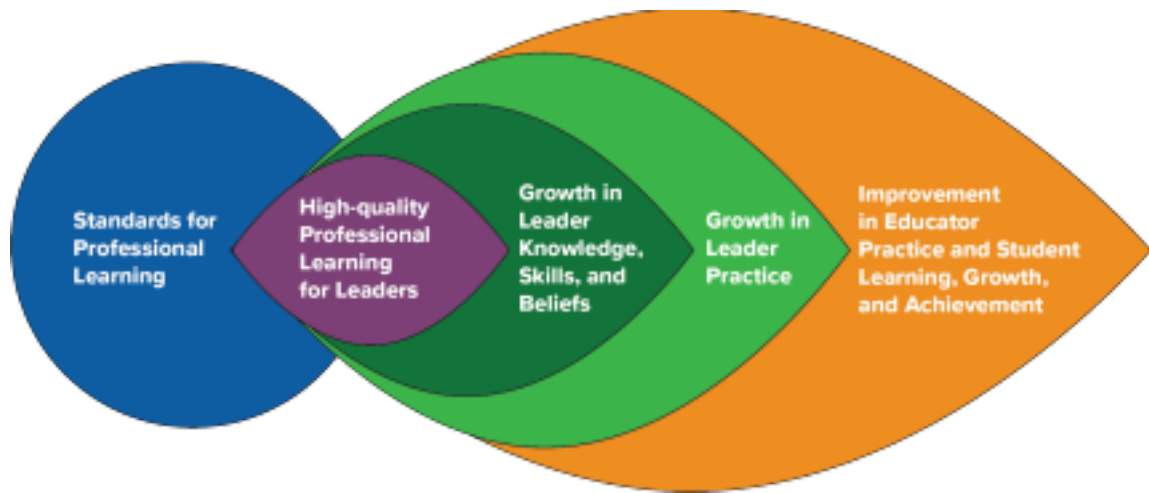 Standards for
Professional
Learning
High-quality
Professional
Learning
for Leaders
Growth in
Leader
Knowledge,
Skills, and
Beliefs
Growth in
Leader
Practice
Improvement
in Educator
Practice and Student
Learning, Growth,
and Achievement